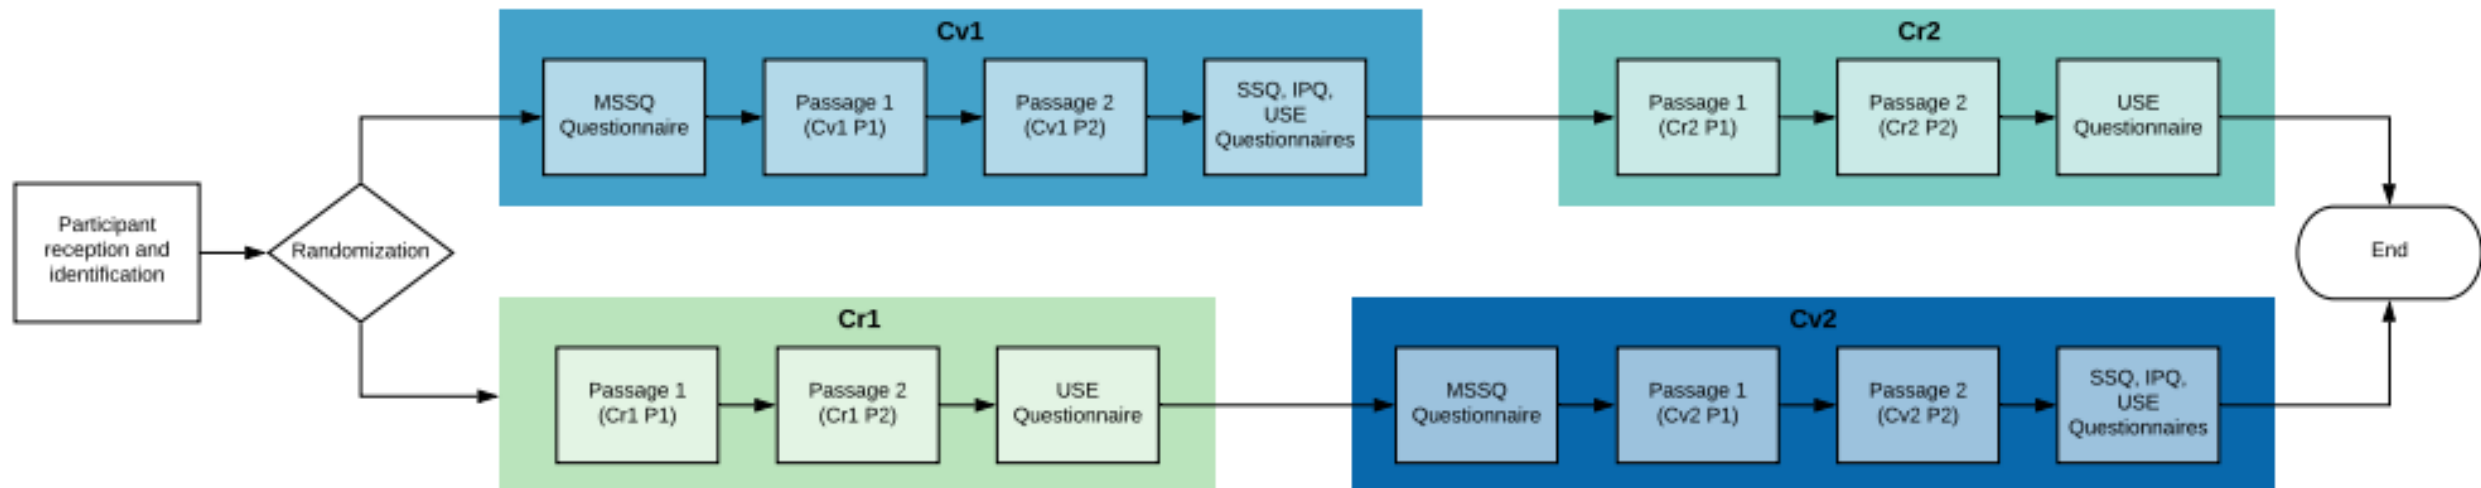 Participant
reception and
identification
Randomization
Cv1
MSSQ
Questionnaire
Passage 1
(Cv1 P1)
Passage 2
(Cv1 P2)
SSQ, IPQ,
USE
Questionnaires
Cr2
Passage 1
(Cr2 P1)
Passage 2
(Cr2 P2)
USE
Questionnaire
Cr1
Passage 1
(Cr1 P1)
Passage 2
(Cr1 P2)
USE
Questionnaire
Cv2
MSSQ
Questionnaire
Passage 1
(Cv2 P1)
Passage 2
(Cv2 P2)
SSQ, IPQ,
USE
Questionnaires
End